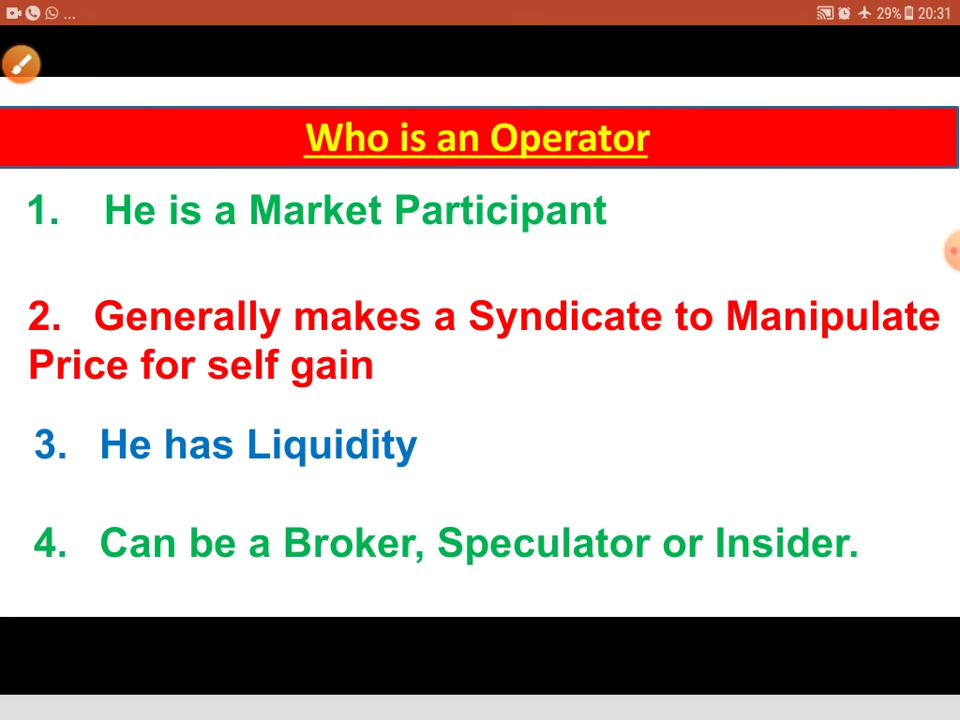 ... 29% 20:31
Who is an Operator
1. He is a Market Participant
2. Generally makes a Syndicate to Manipulate
Price for self gain
3. He has Liquidity
4. Can be a Broker, Speculator or Insider.